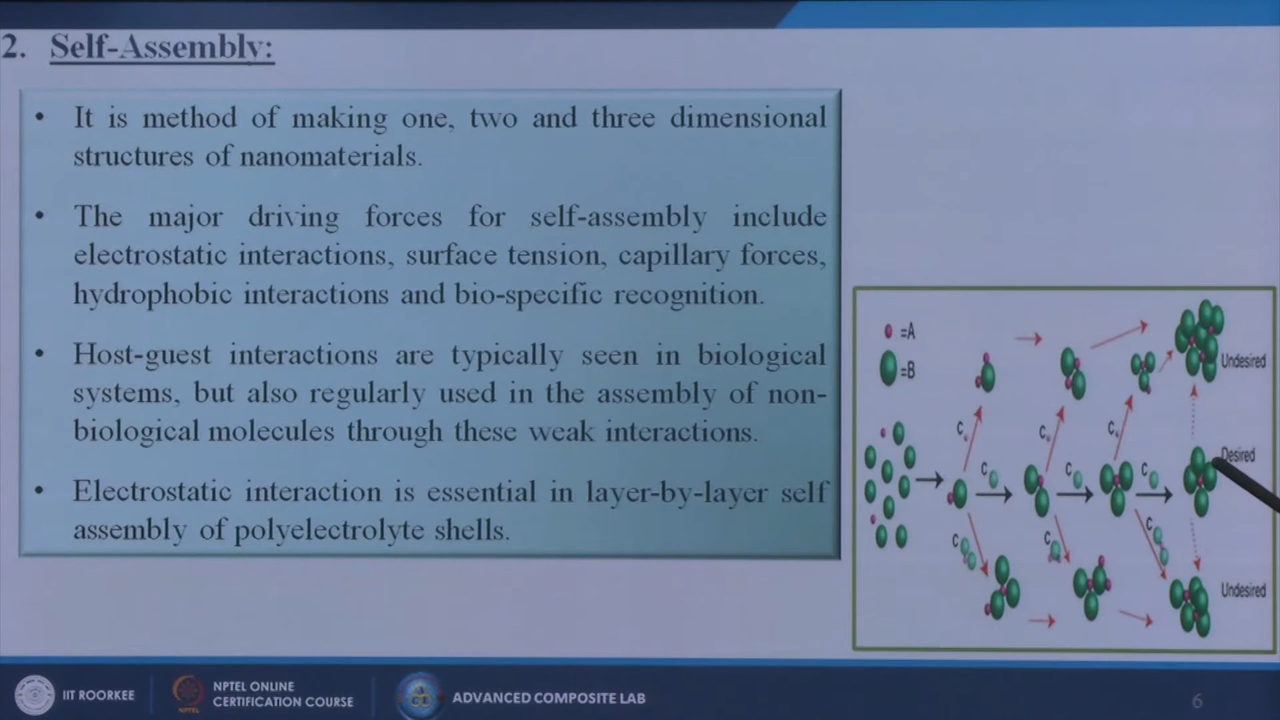 2. Self-Assembly:
• It is method of making one, two and three dimensional
structures of nanomaterials.
• The major driving forces for self-assembly include
electrostatic interactions, surface tension, capillary forces,
hydrophobic interactions and bio-specific recognition.
• Host-guest interactions are typically seen in biological
systems, but also regularly used in the assembly of non-
biological molecules through these weak interactions.
• Electrostatic interaction is essential in layer-by-layer self
assembly of polyelectrolyte shells.
=A
=B
Undesired
C
C
C
Desired
C
C
C
C
C
C
Undesired
IIT ROORKEE
NPTEL ONLINE
CERTIFICATION COURSE
NPTEL
ADVANCED COMPOSITE LAB
6